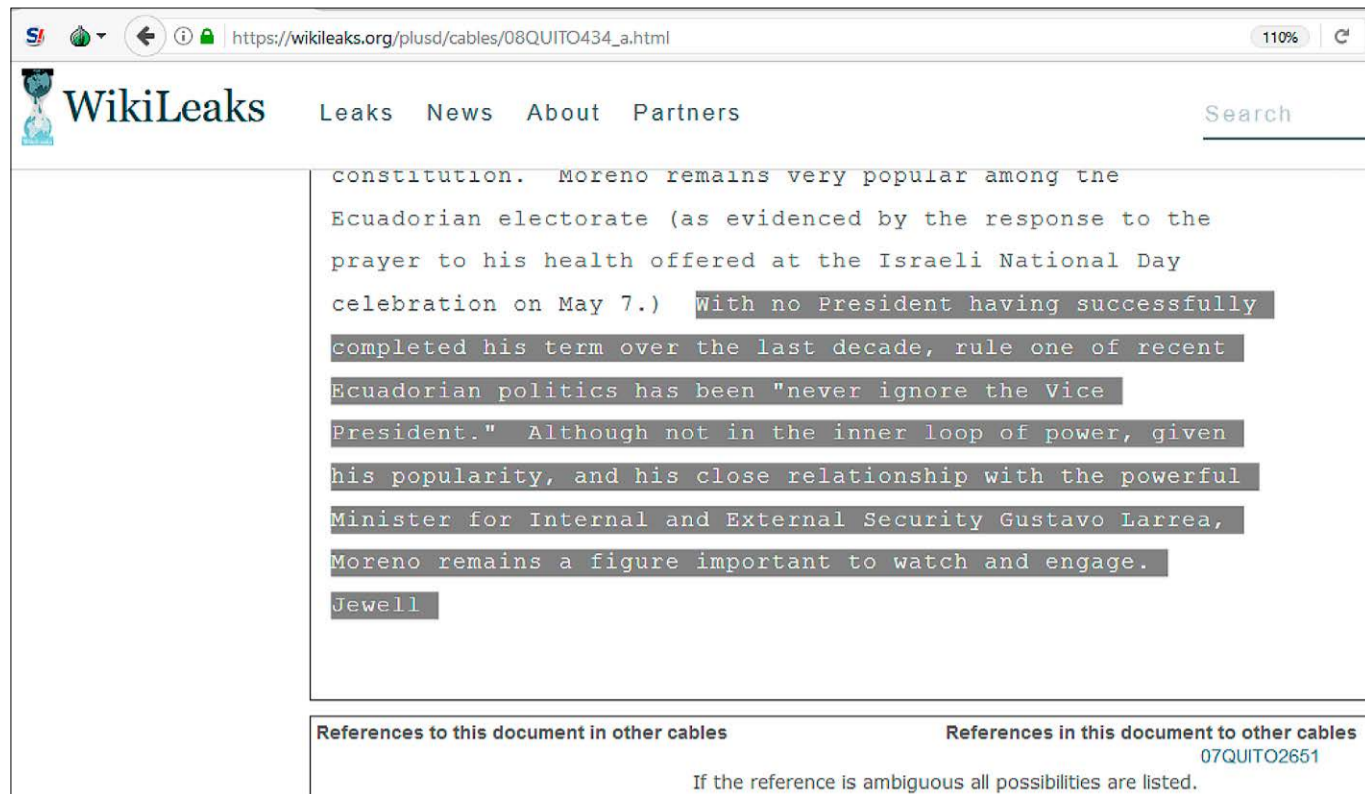 https://wikileaks.org/plusd/cables/08QUITO434_a.html 110%
WikiLeaks Leaks News About Partners Search
constitution. Moreno remains very popular among the
Ecuadorian electorate (as evidenced by the response to the
prayer to his health offered at the Israeli National Day
celebration on May 7.) With no President having successfully
completed his term over the last decade, rule one of recent
Ecuadorian politics has been "never ignore the Vice
President." Although not in the inner loop of power, given
his popularity, and his close relationship with the powerful
Minister for Internal and External Security Gustavo Larrea,
Moreno remains a figure important to watch and engage.
Jewell
References to this document in other cables References in this document to other cables
07QUITO2651
If the reference is ambiguous all possibilities are listed.